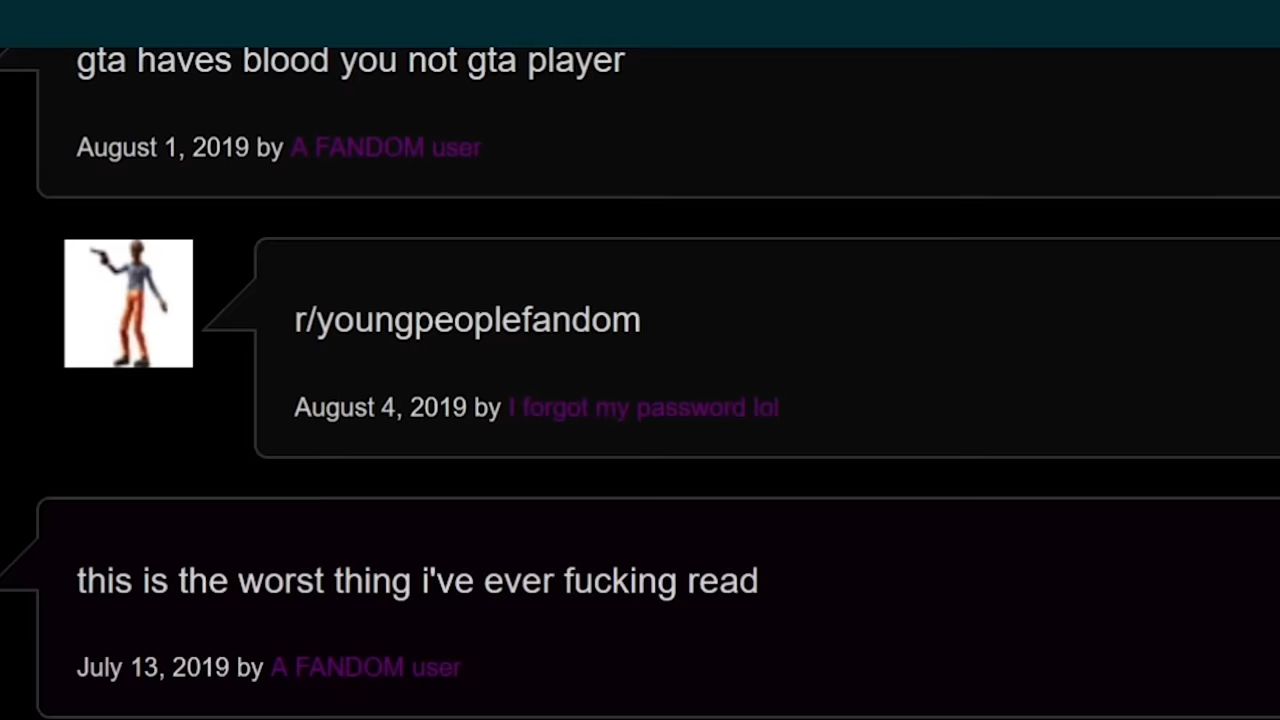 gta haves blood you not gta player
August 1, 2019 by A FANDOM user
r/youngpeoplefandom
August 4, 2019 by I forgot my password lol
this is the worst thing i've ever fucking read
July 13, 2019 by A FANDOM user